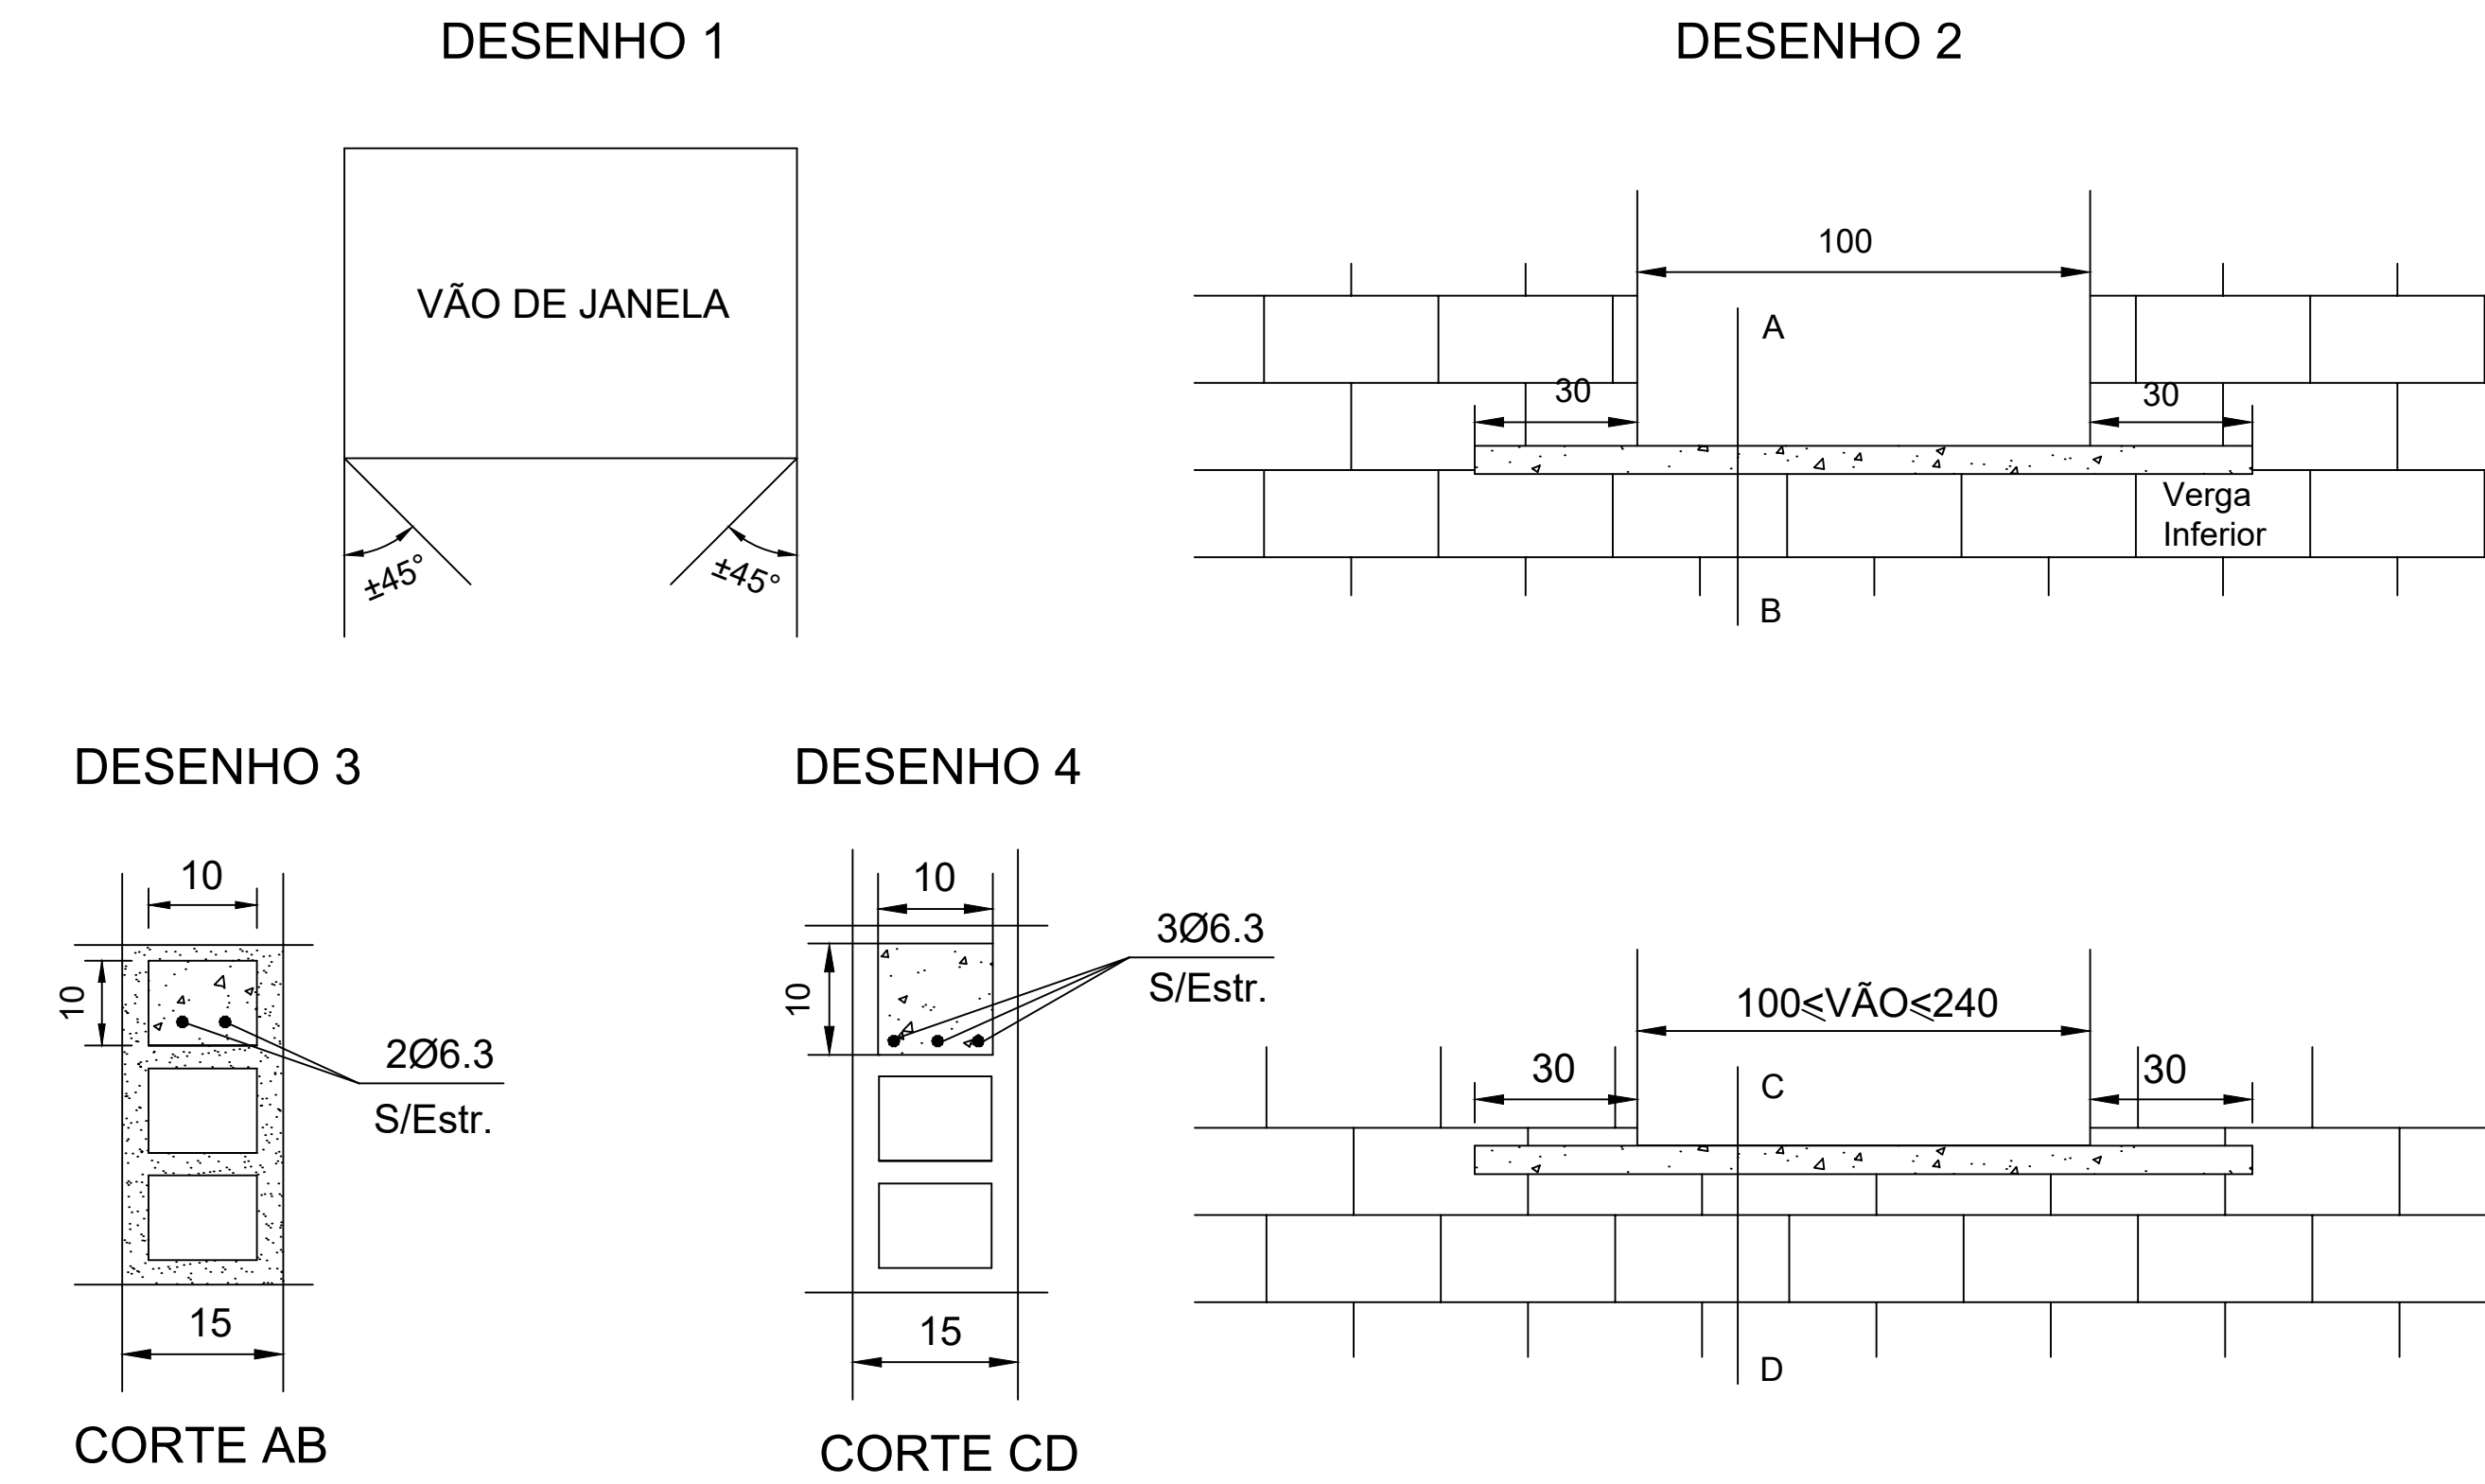 DESENHO 1
VÃO DE JANELA
±45°
±45°
DESENHO 2
100
A
30
30
Verga
Inferior
B
DESENHO 3
10
10
2Ø6.3
S/Estr.
15
CORTE AB
DESENHO 4
10
10
3Ø6.3
S/Estr.
15
CORTE CD
100≤VÃO≤240
30
C
30
D